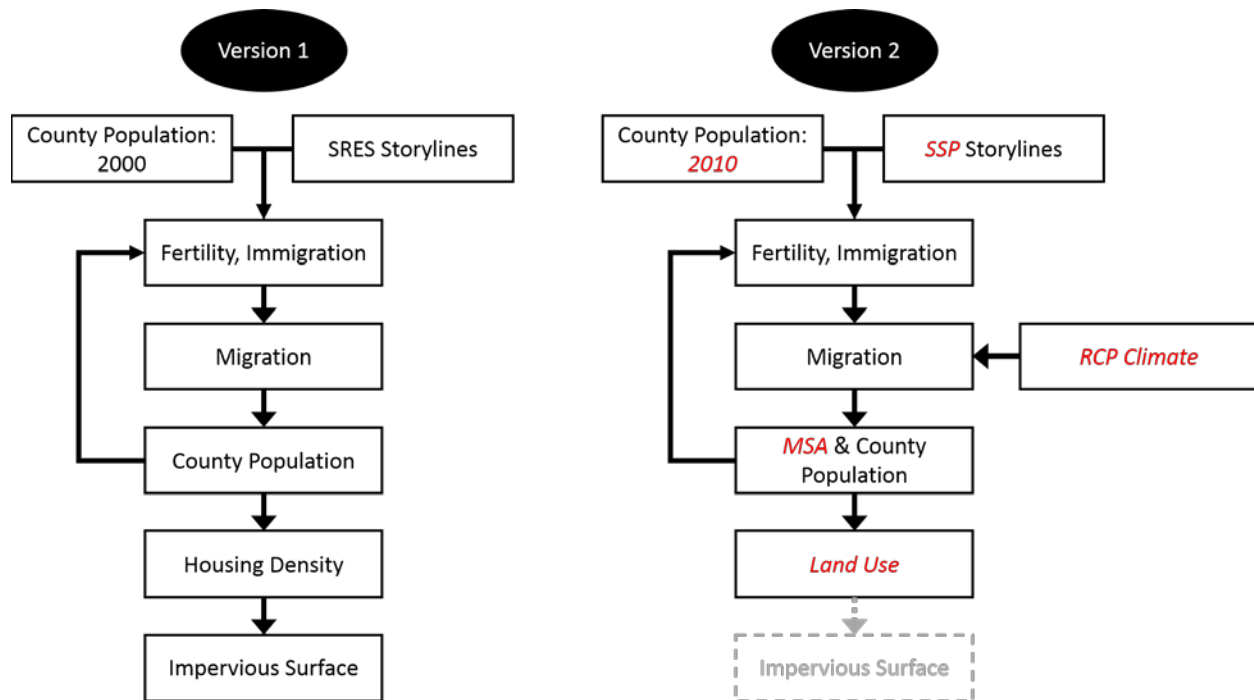 Version 1
County Population:
2000
SRES Storylines
Fertility, Immigration
Migration
County Population
Housing Density
Impervious Surface
Version 2
County Population:
2010
SSP Storylines
Fertility, Immigration
Migration
RCP Climate
MSA & County
Population
Land Use
Impervious Surface